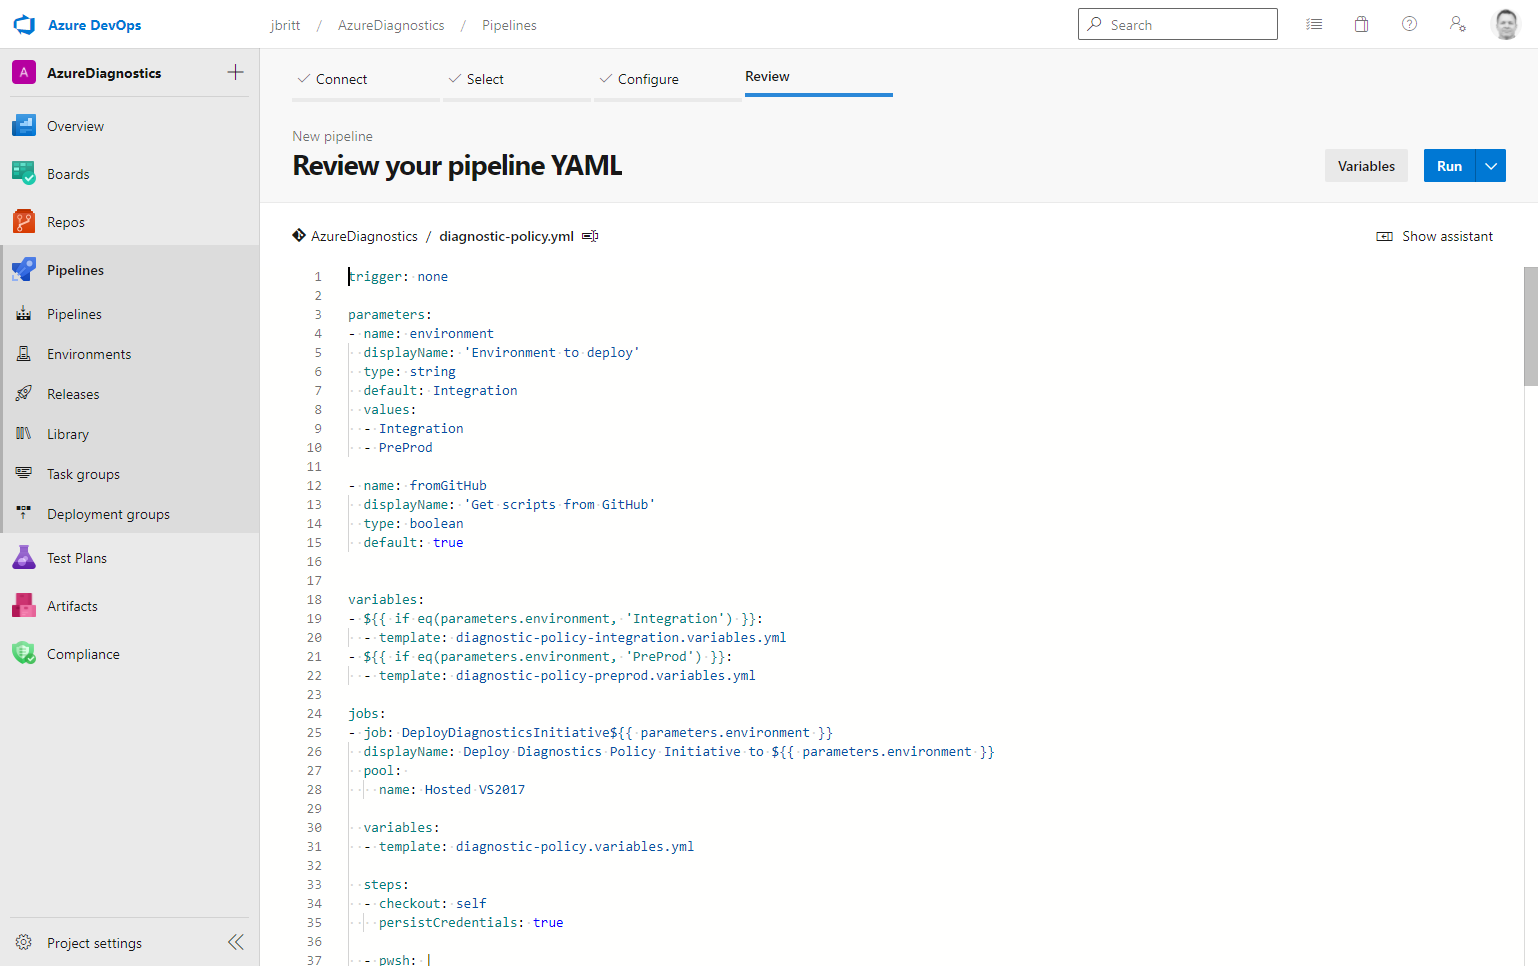 Azure DevOps
jbritt / AzureDiagnostics / Pipelines
Search
A AzureDiagnostics
Overview
Boards
Repos
Pipelines
Pipelines
Environments
Releases
Library
Task groups
Deployment groups
Test Plans
Artifacts
Compliance
Project settings
Connect
Select
Configure
Review
New pipeline
Review your pipeline YAML
Variables
Run
AzureDiagnostics / diagnostic-policy.yml
Show assistant
1 trigger: none
2
3 parameters:
4 - name: environment
5   displayName: 'Environment to deploy'
6   type: string
7   default: Integration
8   values:
9   - Integration
10   - PreProd
11
12 - name: fromGitHub
13   displayName: 'Get scripts from GitHub'
14   type: boolean
15   default: true
16
17
18 variables:
19 - ${{ if eq(parameters.environment, 'Integration') }}:
20   - template: diagnostic-policy-integration.variables.yml
21 - ${{ if eq(parameters.environment, 'PreProd') }}:
22   - template: diagnostic-policy-preprod.variables.yml
23
24 jobs:
25 - job: DeployDiagnosticsInitiative${{ parameters.environment }}
26   displayName: Deploy Diagnostics Policy Initiative to ${{ parameters.environment }}
27   pool:
28     name: Hosted VS2017
29
30   variables:
31   - template: diagnostic-policy.variables.yml
32
33   steps:
34   - checkout: self
35     persistCredentials: true
36
37   - pwsh: |